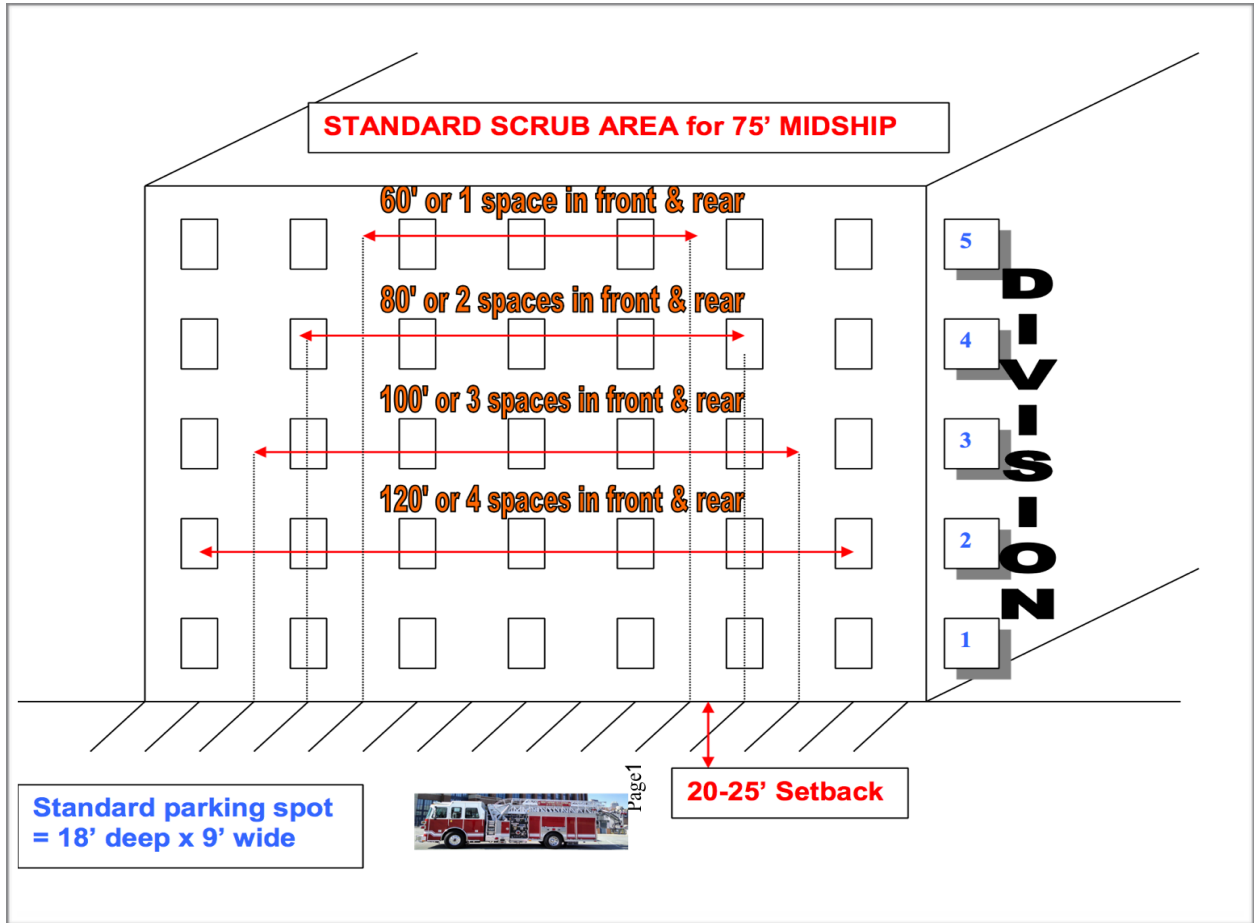 STANDARD SCRUB AREA for 75’ MIDSHIP
60' or 1 space in front & rear
5
80' or 2 spaces in front & rear
4
100' or 3 spaces in front & rear
3
120' or 4 spaces in front & rear
2
1
DIVISION
Page1
20-25’ Setback
Standard parking spot
= 18’ deep x 9’ wide